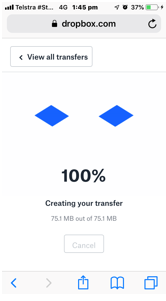 Telstra #St... 4G 1:45 pm 37%
dropbox.com
View all transfers
100%
Creating your transfer
75.1 MB out of 75.1 MB
Cancel